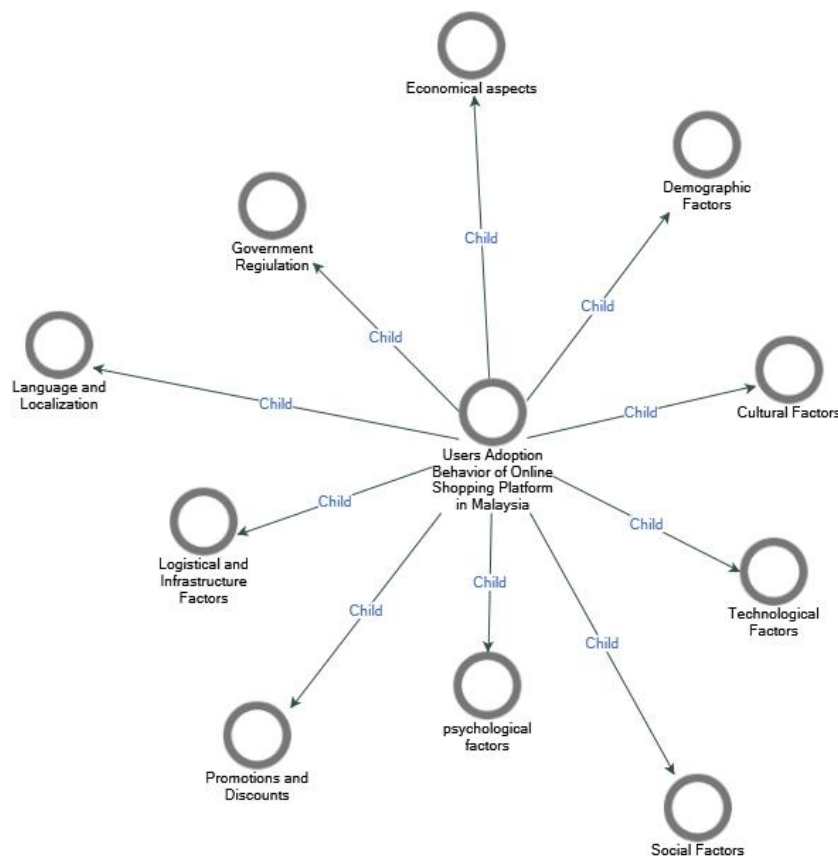 Economical aspects
Demographic
Factors
Government
Regiulation
Child
Child
Child
Language and
Localization
Child
Child
Cultural Factors
Users Adoption
Behavior of Online
Shopping Platform
in Malaysia
Child
Child
Logistical and
Infrastructure
Factors
Child
Child
Child
Technological
Factors
psychological
factors
Promotions and
Discounts
Social Factors